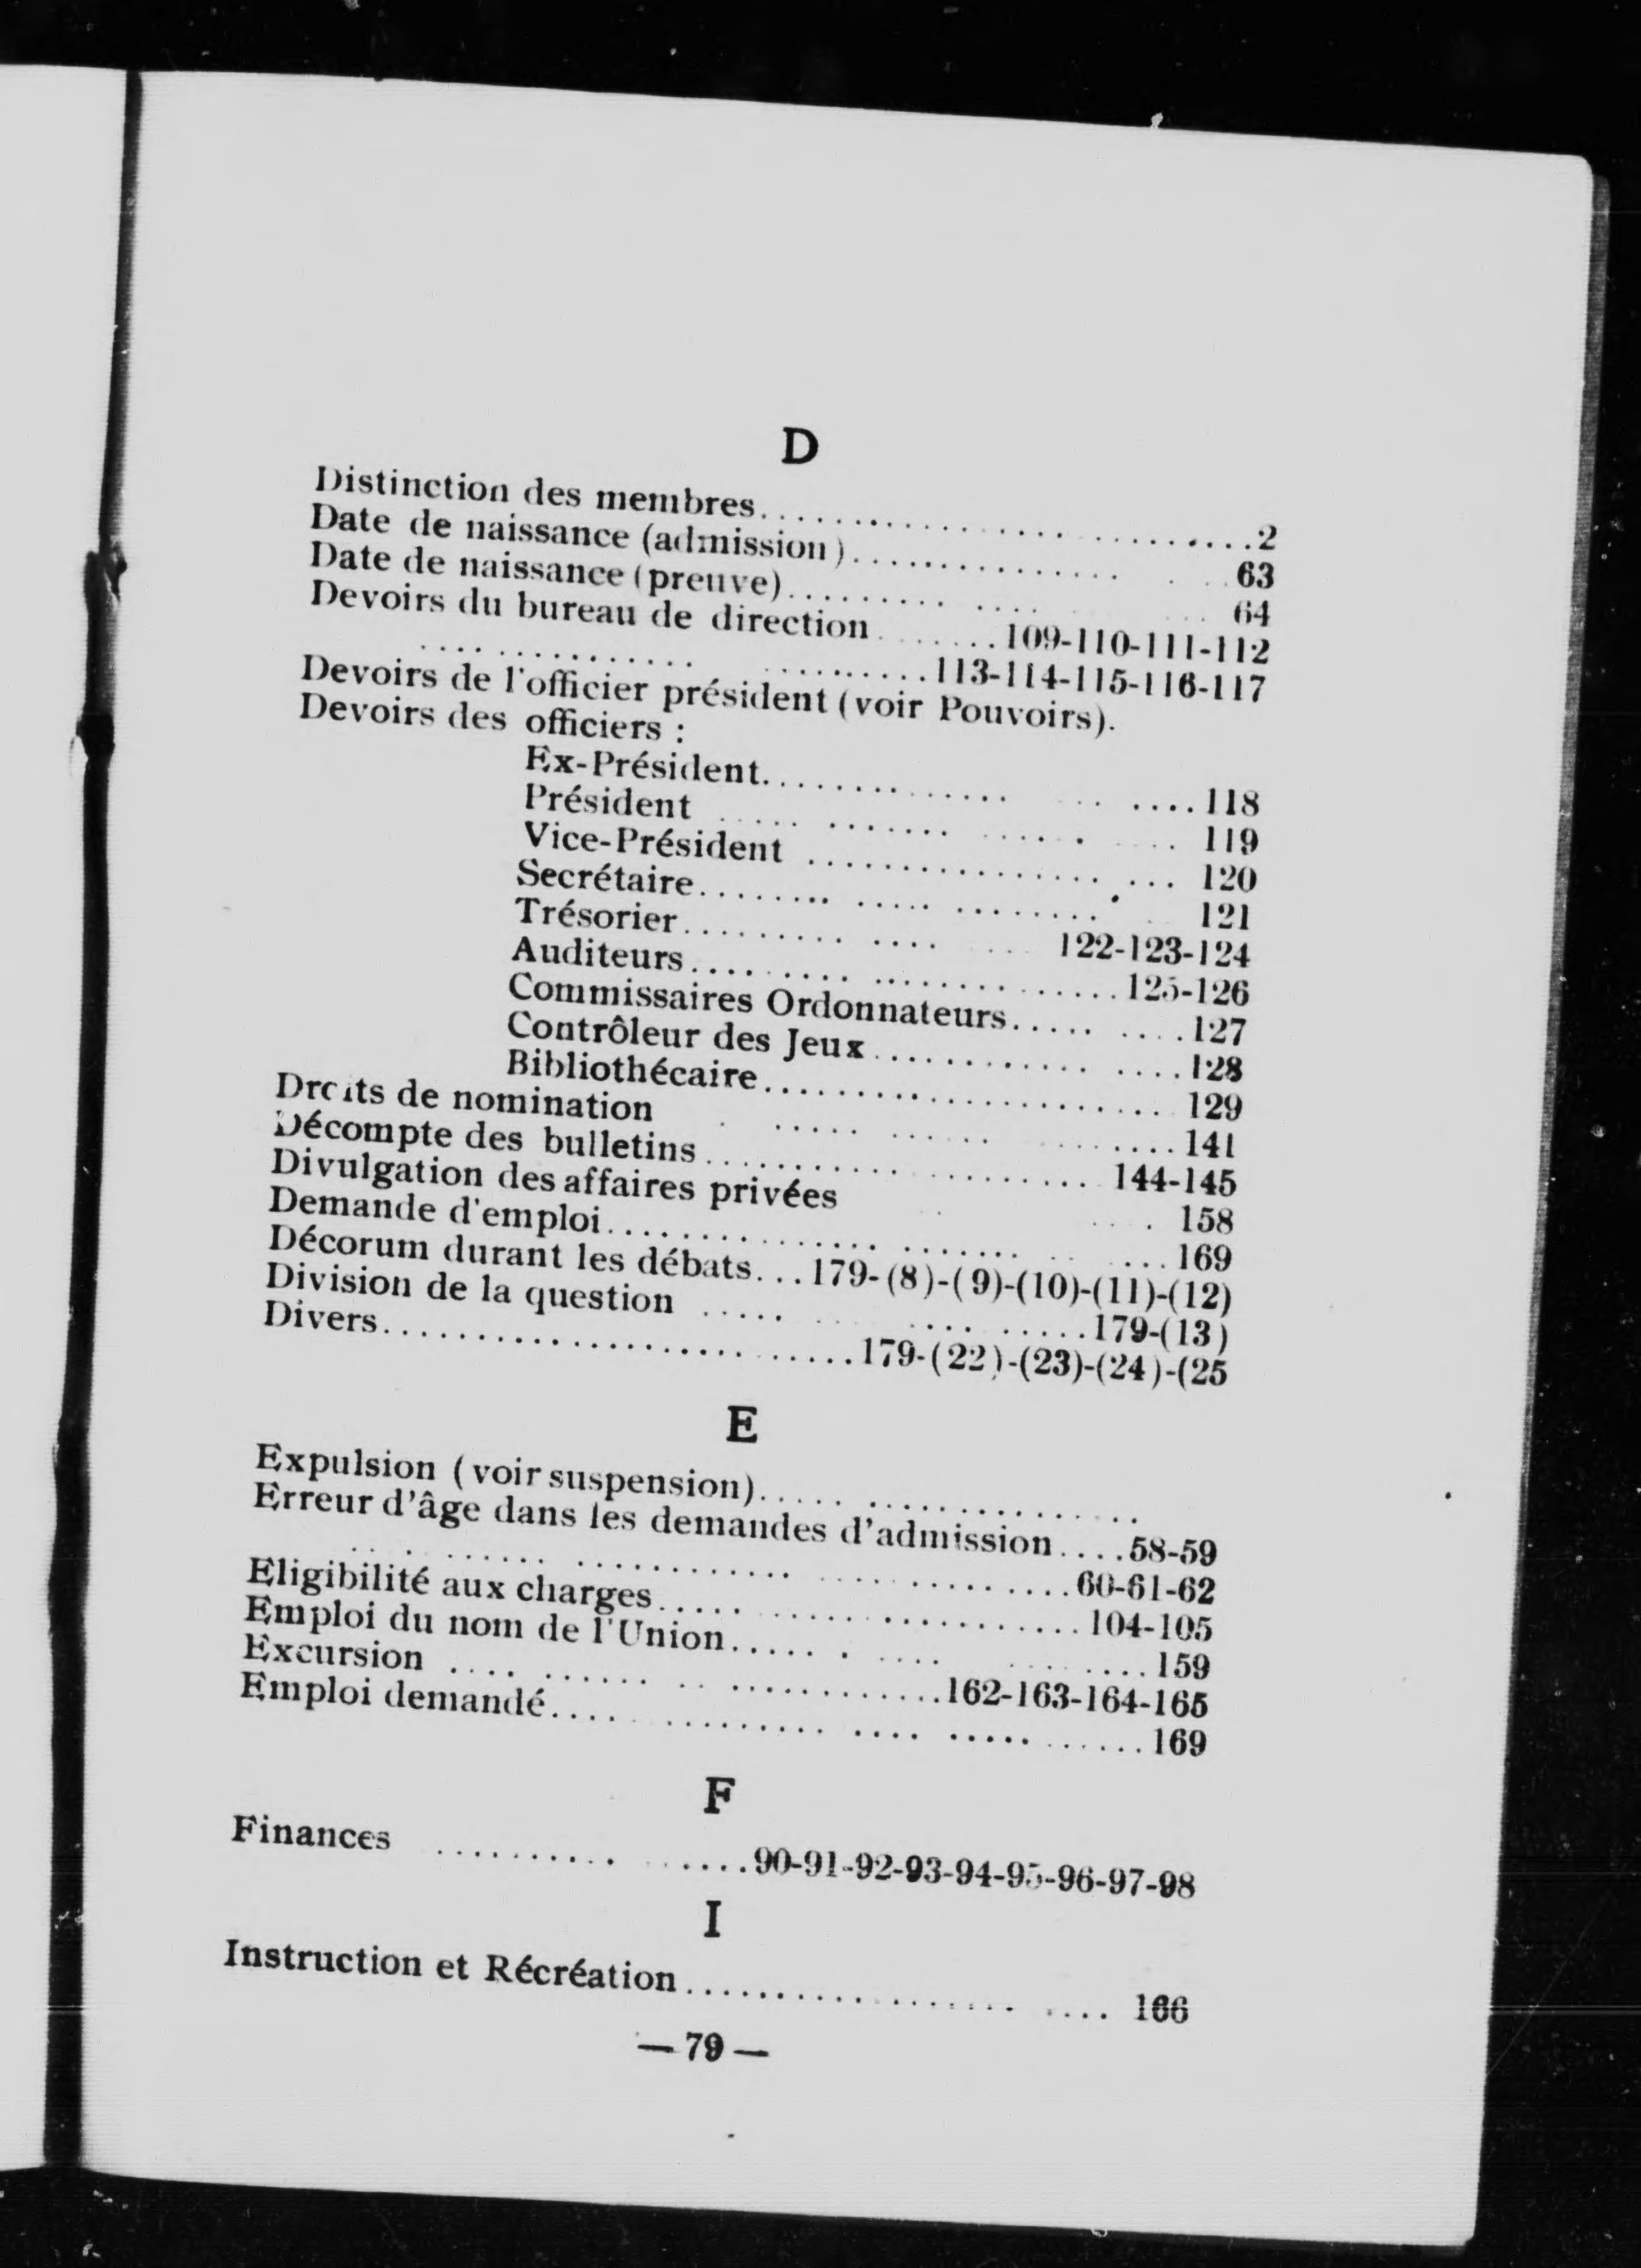 D
Distinction des membres..............................2
Date de naissance (admission)............... 63
Date de naissance (preuve)............. 64
Devoirs du bureau de direction.......109-110-111-112
.........................113-114-115-116-117
Devoirs de l'officier président (voir Pouvoirs).
Devoirs des officiers :
Ex-Président..................118
Président .................. 119
Vice-Président ................... 120
Secrétaire...................... 121
Trésorier............. 122-123-124
Auditeurs......................125-126
Commissaires Ordonnateurs.........127
Contrôleur des Jeux................128
Bibliothécaire....................... 129
Droits de nomination ...............141
Décompte des bulletins..................... 144-145
Divulgation des affaires privées .... 158
Demande d'emploi........................169
Décorum durant les débats...179-(8)-(9)-(10)-(11)-(12)
Division de la question ..............179-(13)
Divers..........................179-(22)-(23)-(24)-(25
E
Expulsion (voir suspension)....................
Erreur d'âge dans les demandes d'admission....58-59
..............................60-61-62
Eligibilité aux charges..................... 104-105
Emploi du nom de l'Union...............159
Excursion ........................162-163-164-165
Emploi demandé............................169
F
Finances ................90-91-92-93-94-95-96-97-98
I
Instruction et Récréation...................... 166
— 79 —